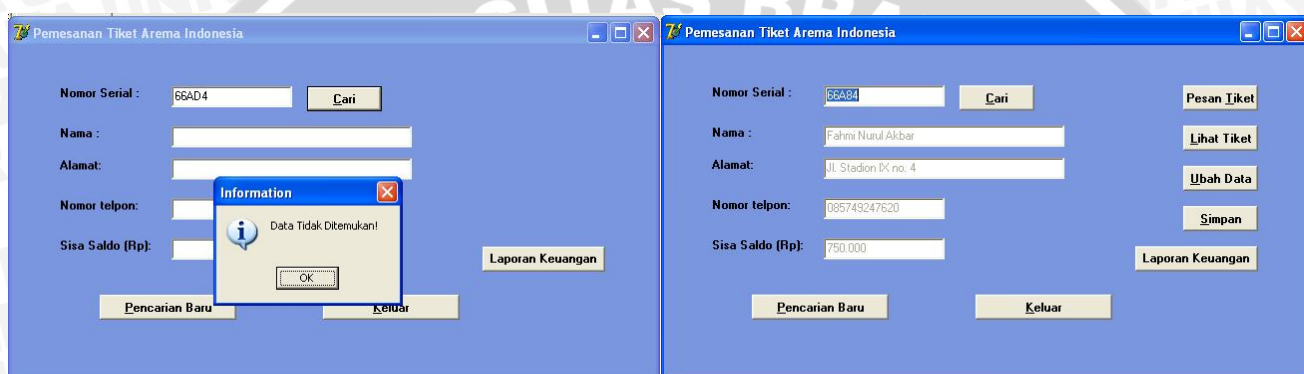 Pemesanan Tiket Arema Indonesia
Nomor Serial :
66AD4
Cari
Nama :
Alamat:
Nomor telpon:
Sisa Saldo (Rp):
Information
Data Tidak Ditemukan!
OK
Laporan Keuangan
Pencarian Baru
Keluar
Pemesanan Tiket Arema Indonesia
Nomor Serial :
66A84
Cari
Pesan Tiket
Nama :
Fahmi Nurul Akbar
Lihat Tiket
Alamat:
Jl. Stadion IX no. 4
Ubah Data
Nomor telpon:
085749247620
Simpan
Sisa Saldo (Rp):
750.000
Laporan Keuangan
Pencarian Baru
Keluar